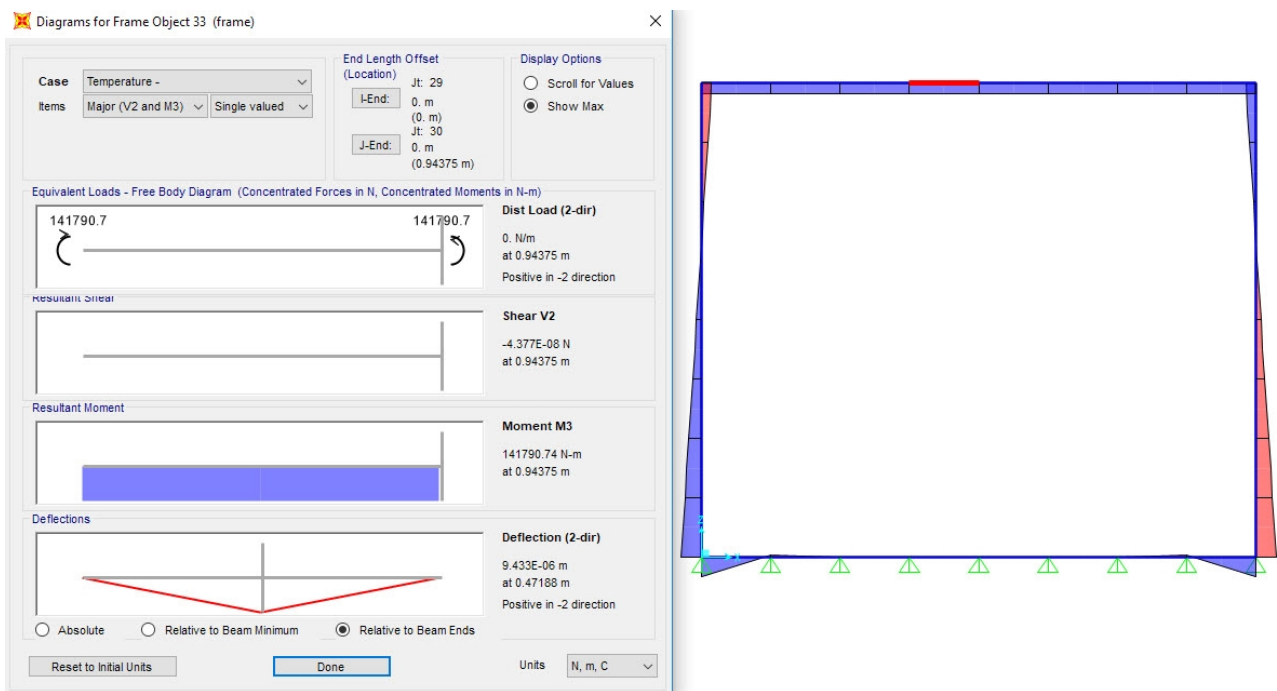 Diagrams for Frame Object 33 (frame)
Case Temperature -
Items Major (V2 and M3) Single valued
End Length Offset
(Location)
Jt: 29
I-End: 0. m
(0. m)
Jt: 30
J-End: 0. m
(0.94375 m)
Display Options
Scroll for Values
Show Max
Equivalent Loads - Free Body Diagram (Concentrated Forces in N, Concentrated Moments in N-m)
141790.7 141790.7
Dist Load (2-dir)
0. N/m
at 0.94375 m
Positive in -2 direction
Resultant Shear
Shear V2
-4.377E-08 N
at 0.94375 m
Resultant Moment
Moment M3
141790.74 N-m
at 0.94375 m
Deflections
Deflection (2-dir)
9.433E-06 m
at 0.47188 m
Positive in -2 direction
Absolute Relative to Beam Minimum Relative to Beam Ends
Reset to Initial Units Done Units N, m, C
Z
X